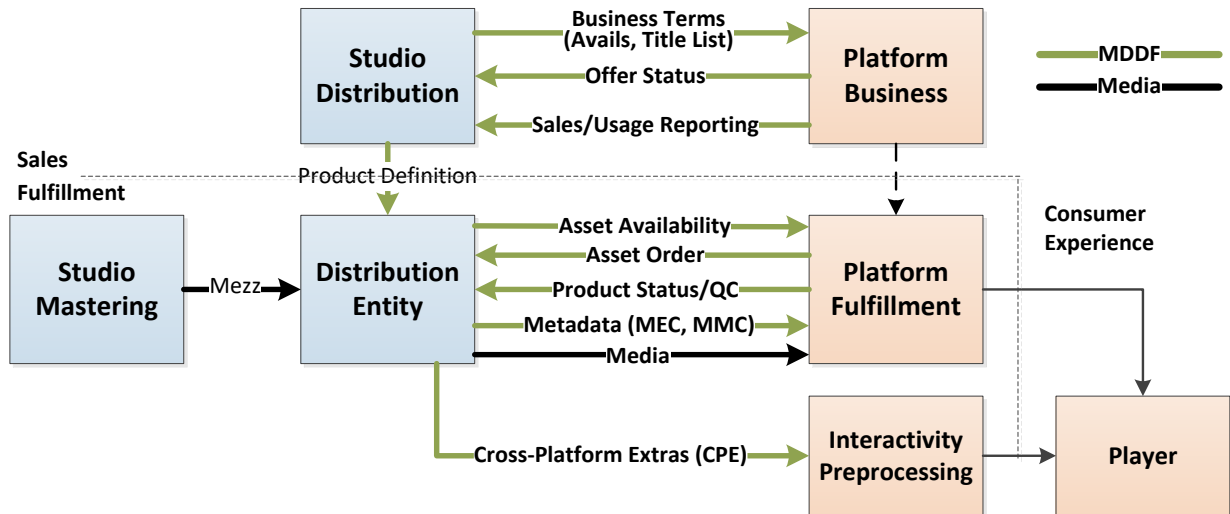 Business Terms
(Avails, Title List)
Studio
Distribution
Platform
Business
MDDF
Media
Offer Status
Sales/Usage Reporting
Sales
Fulfillment
Product Definition
Consumer
Experience
Asset Availability
Asset Order
Studio
Mastering
Mezz
Distribution
Entity
Product Status/QC
Platform
Fulfillment
Metadata (MEC, MMC)
Media
Cross-Platform Extras (CPE)
Interactivity
Preprocessing
Player